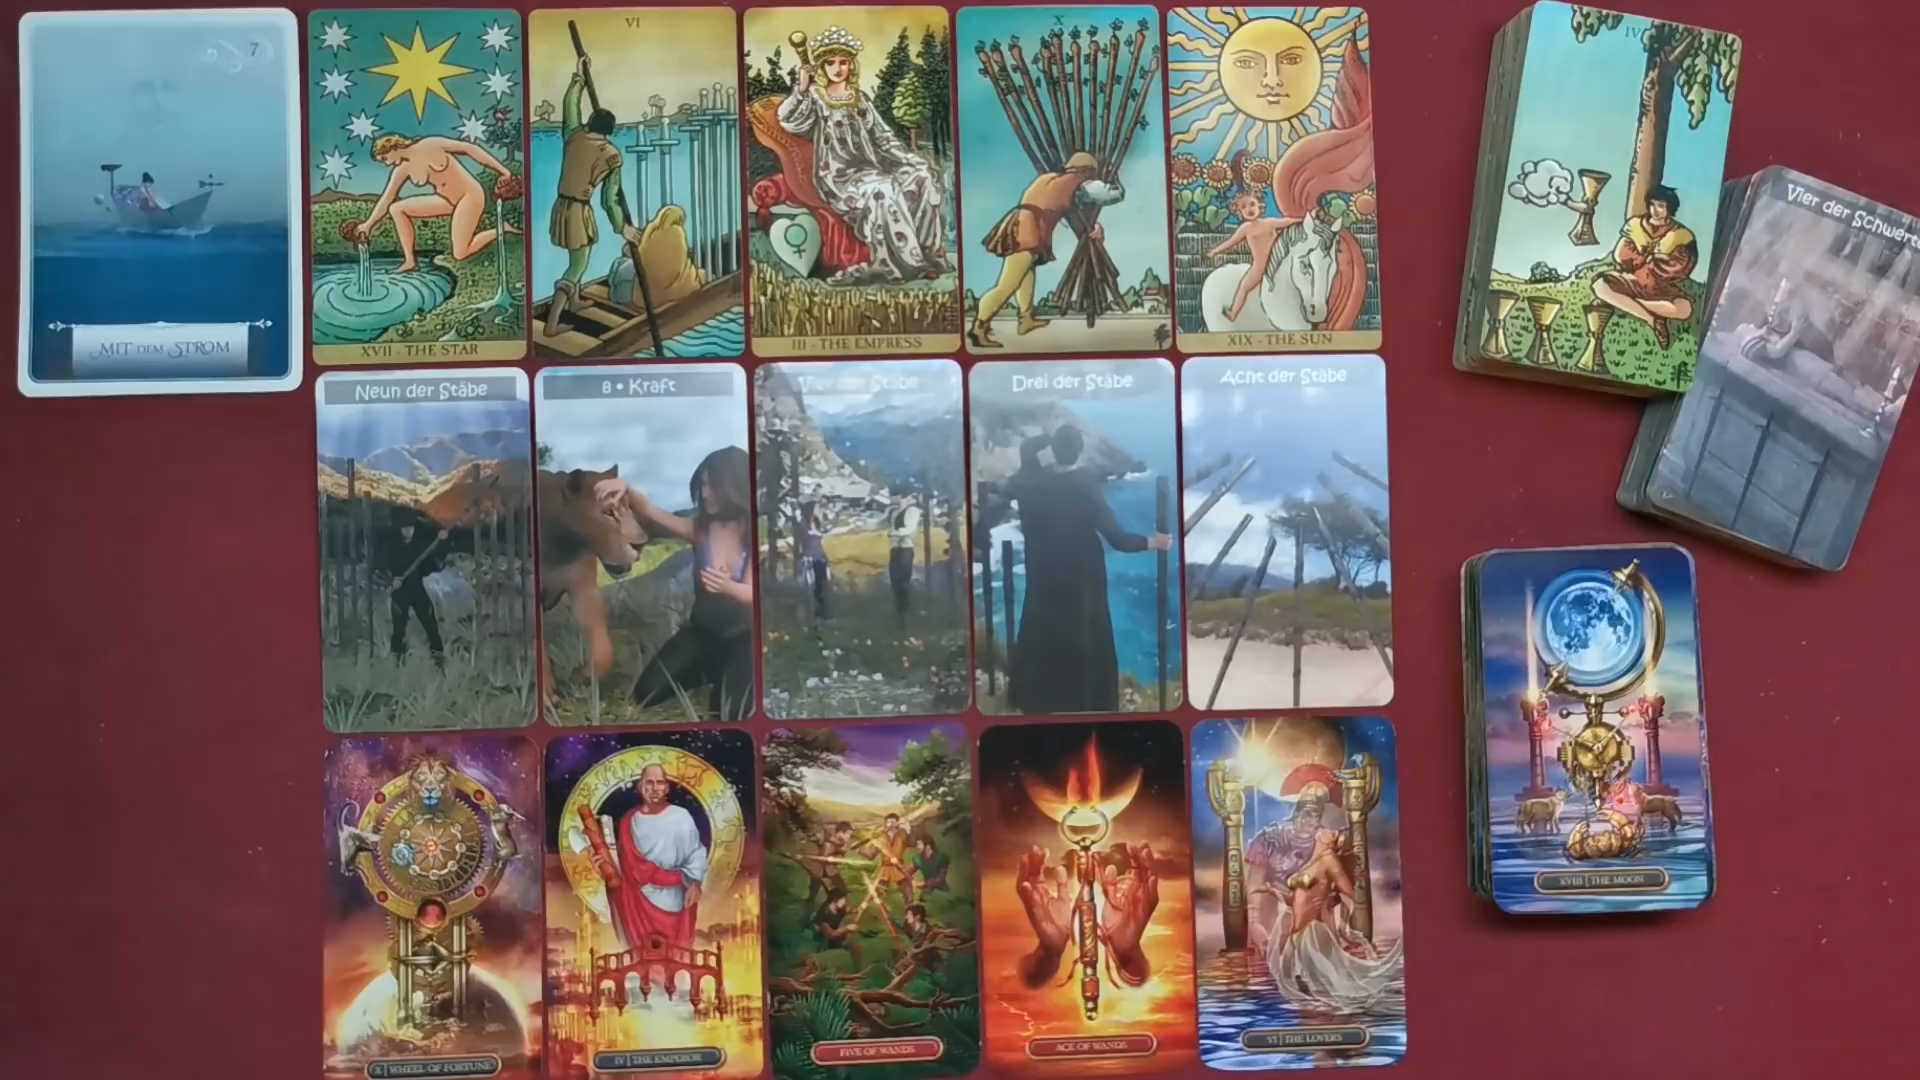 7
MIT DEM STROM
XVII - THE STAR
VI
III - THE EMPRESS
X
XIX - THE SUN
IV
Vier der Schwerter
Neun der Stäbe
8 • Kraft
Vier der Stäbe
Drei der Stäbe
Acht der Stäbe
X | WHEEL OF FORTUNE
IV | THE EMPEROR
FIVE OF WANDS
ACE OF WANDS
VI | THE LOVERS
XVIII | THE MOON